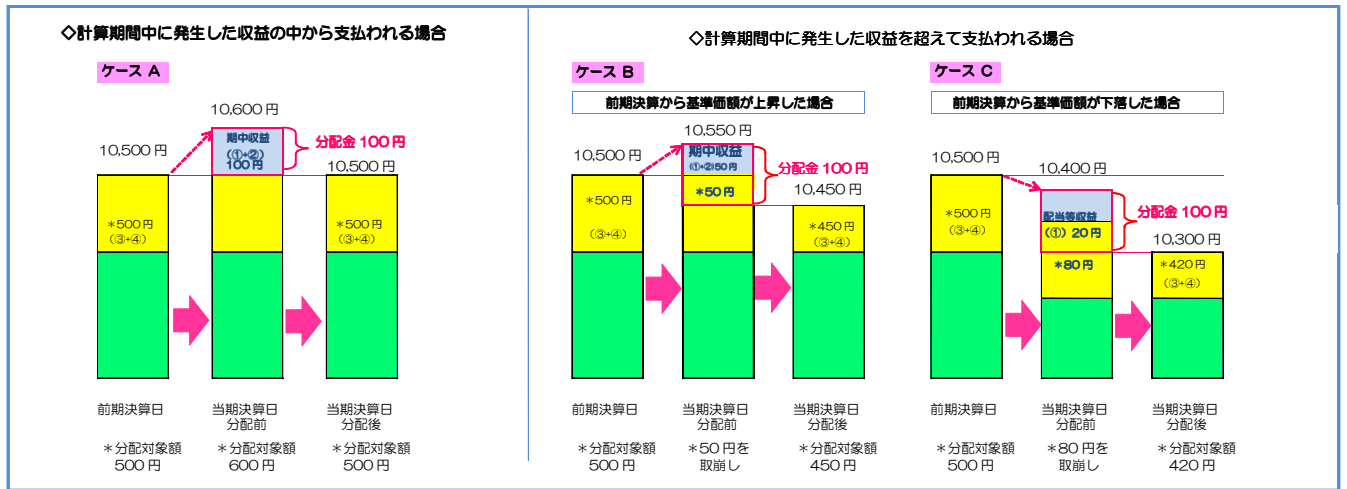 ◇計算期間中に発生した収益の中から支払われる場合
ケース A
10,600 円
10,500 円
期中収益
(①+②)
100円
分配金 100 円
10,500 円
*500 円
(③+④)
*500 円
(③+④)
前期決算日
当期決算日
分配前
当期決算日
分配後
*分配対象額
500 円
*分配対象額
600 円
*分配対象額
500 円
◇計算期間中に発生した収益を超えて支払われる場合
ケース B
前期決算から基準価額が上昇した場合
10,550 円
10,500 円
期中収益
(①+②)50円
分配金 100 円
*50 円
10,450 円
*500 円
(③+④)
*450 円
(③+④)
前期決算日
当期決算日
分配前
当期決算日
分配後
*分配対象額
500 円
*50 円を
取崩し
*分配対象額
450 円
ケース C
前期決算から基準価額が下落した場合
10,500 円
10,400 円
配当等収益
(①) 20 円
分配金 100 円
10,300 円
*500 円
(③+④)
*80 円
*420 円
(③+④)
前期決算日
当期決算日
分配前
当期決算日
分配後
*分配対象額
500 円
*80 円を
取崩し
*分配対象額
420 円